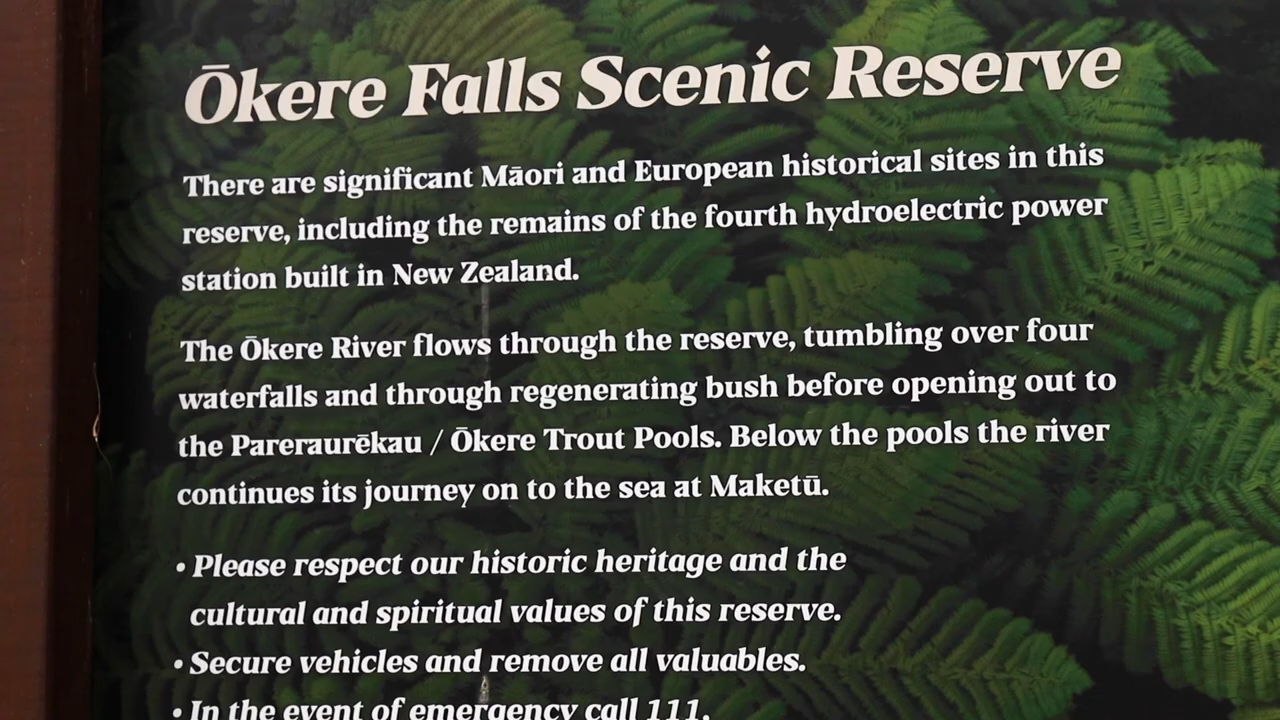 Ōkere Falls Scenic Reserve
There are significant Māori and European historical sites in this
reserve, including the remains of the fourth hydroelectric power
station built in New Zealand.
The Ōkere River flows through the reserve, tumbling over four
waterfalls and through regenerating bush before opening out to
the Pareraurēkau / Ōkere Trout Pools. Below the pools the river
continues its journey on to the sea at Maketū.
• Please respect our historic heritage and the
cultural and spiritual values of this reserve.
• Secure vehicles and remove all valuables.
• In the event of emergency call 111.